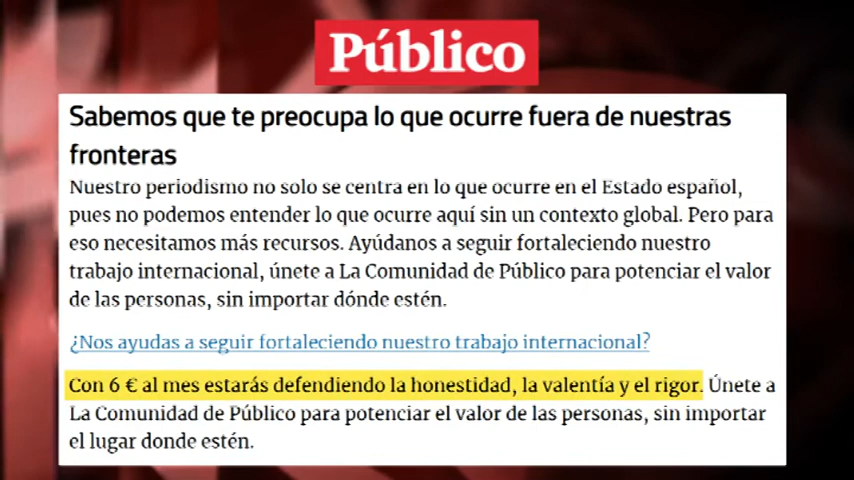 Público
Sabemos que te preocupa lo que ocurre fuera de nuestras
fronteras
Nuestro periodismo no solo se centra en lo que ocurre en el Estado español,
pues no podemos entender lo que ocurre aquí sin un contexto global. Pero para
eso necesitamos más recursos. Ayúdanos a seguir fortaleciendo nuestro
trabajo internacional, únete a La Comunidad de Público para potenciar el valor
de las personas, sin importar dónde estén.
¿Nos ayudas a seguir fortaleciendo nuestro trabajo internacional?
Con 6 € al mes estarás defendiendo la honestidad, la valentía y el rigor. Únete a
La Comunidad de Público para potenciar el valor de las personas, sin importar
el lugar donde estén.